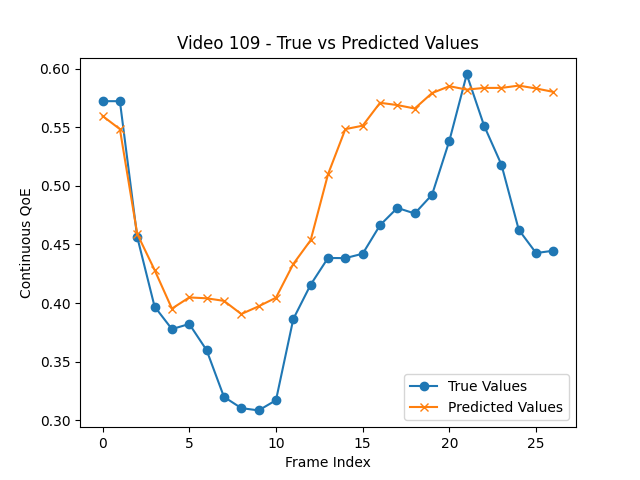 Video 109 - True vs Predicted Values
Continuous QoE
0.60
0.55
0.50
0.45
0.40
0.35
0.30
0
5
10
15
20
25
Frame Index
True Values
Predicted Values